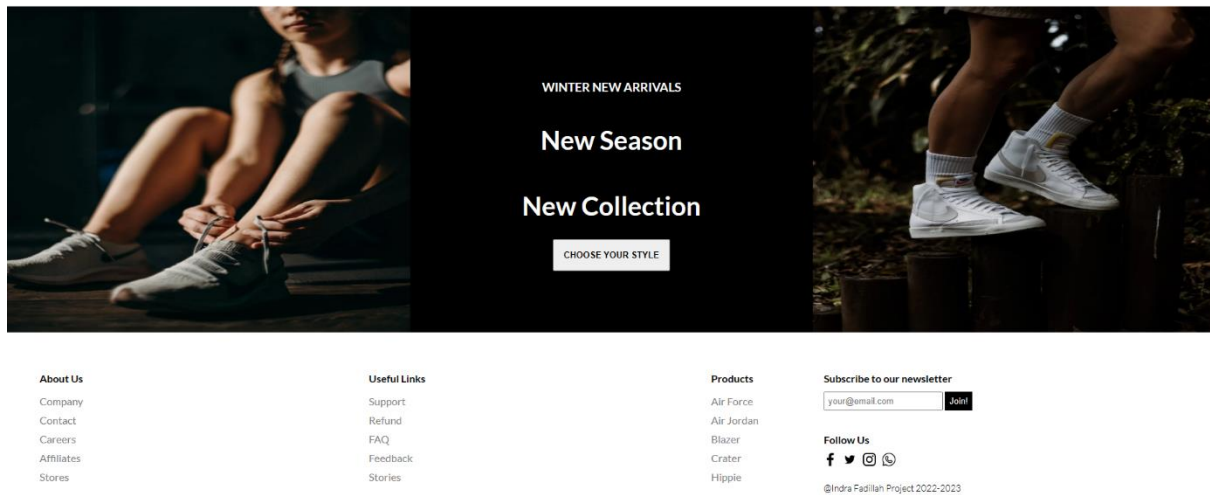 WINTER NEW ARRIVALS
New Season
New Collection
CHOOSE YOUR STYLE
About Us
Company
Contact
Careers
Affiliates
Stores
Useful Links
Support
Refund
FAQ
Feedback
Stories
Products
Air Force
Air Jordan
Blazer
Crater
Hippie
Subscribe to our newsletter
your@email.com Join!
Follow Us
@Indra Fadillah Project 2022-2023